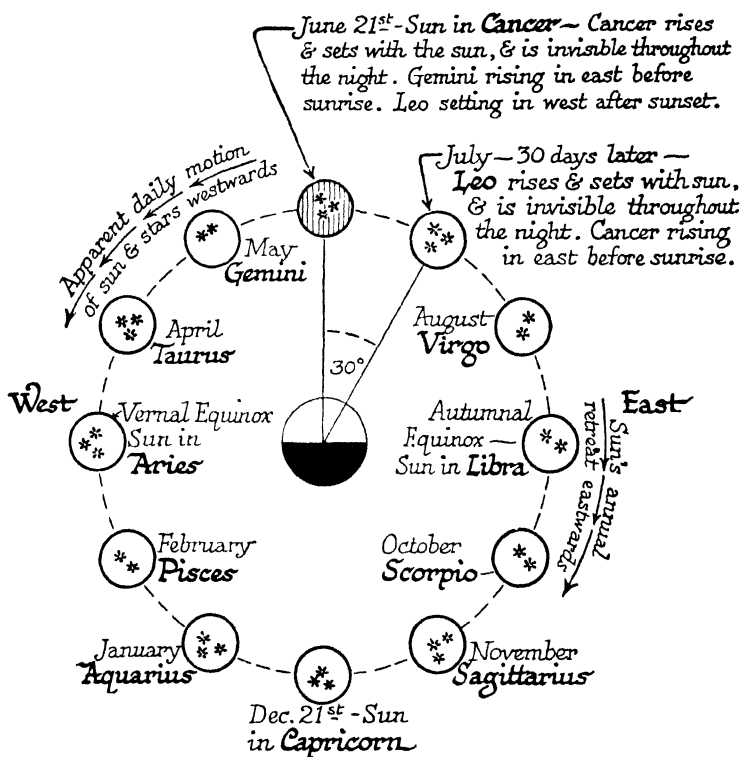 June 21st-Sun in Cancer — Cancer rises
& sets with the sun, & is invisible throughout
the night. Gemini rising in east before
sunrise. Leo setting in west after sunset.
July — 30 days later —
Leo rises & sets with sun,
& is invisible throughout
the night. Cancer rising
in east before sunrise.
Apparent daily motion
of sun & stars westwards
May
Gemini
April
Taurus
August
Virgo
30°
West
East
Vernal Equinox
Sun in
Aries
Autumnal
Equinox —
Sun in Libra
Sun's annual
retreat eastwards
February
Pisces
October
Scorpio
January
Aquarius
November
Sagittarius
Dec. 21st-Sun
in Capricorn